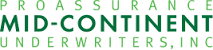 PROASSURANCE
MID-CONTINENT
UNDERWRITERS, INC